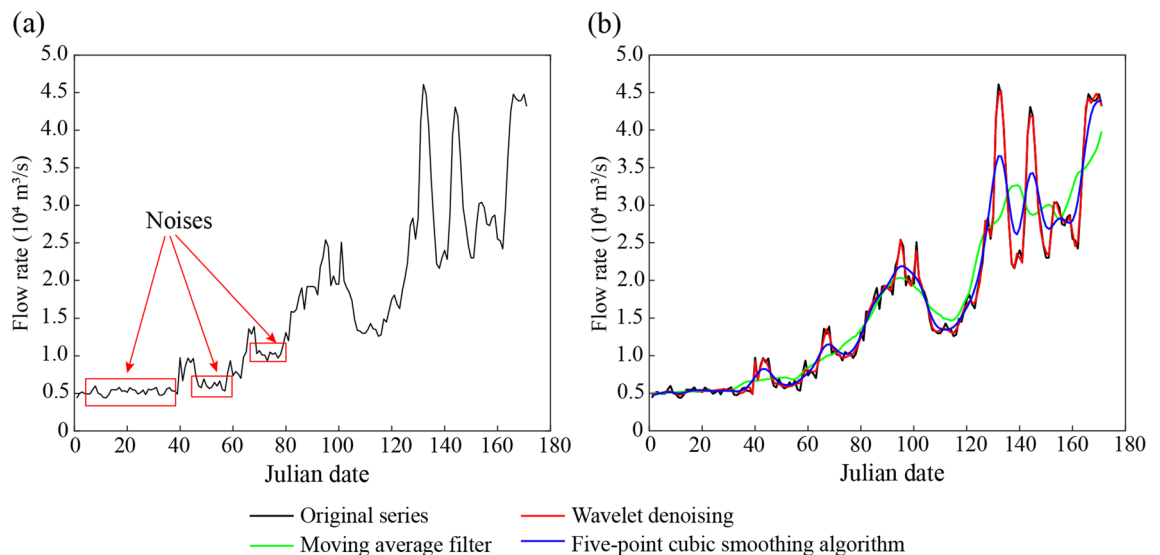 (a)
5.0
4.5
4.0
3.5
3.0
2.5
2.0
1.5
1.0
0.5
0
Flow rate (10⁴ m³/s)
Noises
0 20 40 60 80 100 120 140 160 180
Julian date
(b)
5.0
4.5
4.0
3.5
3.0
2.5
2.0
1.5
1.0
0.5
0
Flow rate (10⁴ m³/s)
0 20 40 60 80 100 120 140 160 180
Julian date
Original series
Wavelet denoising
Moving average filter
Five-point cubic smoothing algorithm